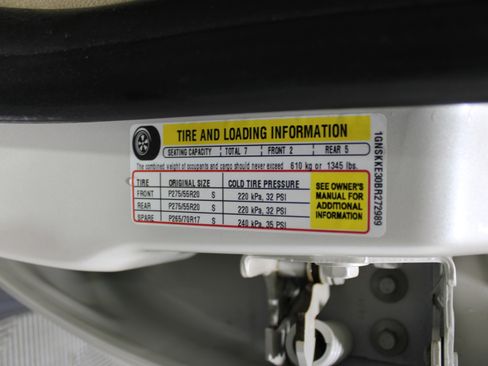 TIRE AND LOADING INFORMATION
SEATING CAPACITY TOTAL 7 FRONT 2 REAR 5
The combined weight of occupants and cargo should never exceed 610 kg or 1345 lbs.
TIRE ORIGINAL SIZE COLD TIRE PRESSURE
FRONT P275/55R20 S 220 kPa, 32 PSI
REAR P275/55R20 S 220 kPa, 32 PSI
SPARE P265/70R17 S 240 kPa, 35 PSI
SEE OWNER'S
MANUAL FOR
ADDITIONAL
INFORMATION
1GNSKKE30BR272989